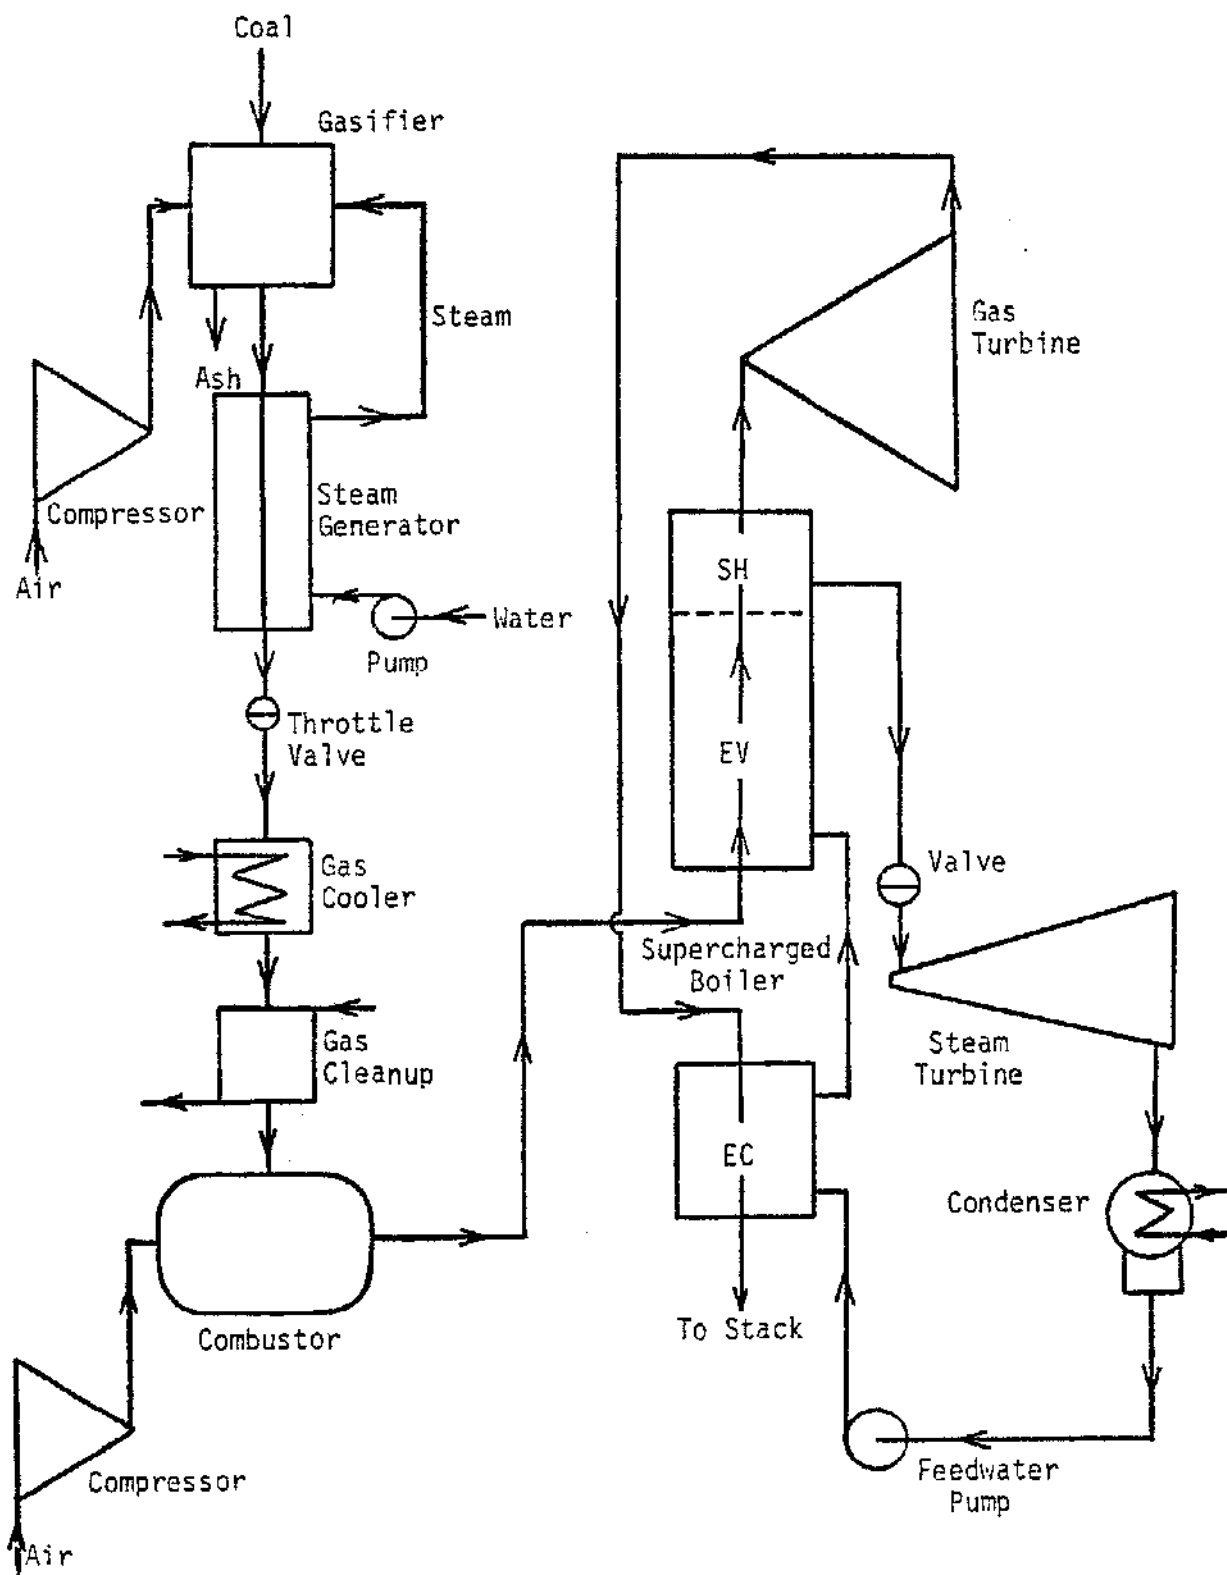 Coal
Gasifier
Steam
Ash
Compressor
Air
Steam
Generator
Water
Pump
Throttle
Valve
Gas
Cooler
Gas
Cleanup
Combustor
Compressor
Air
Gas
Turbine
SH
EV
Supercharged
Boiler
Valve
Steam
Turbine
EC
To Stack
Condenser
Feedwater
Pump